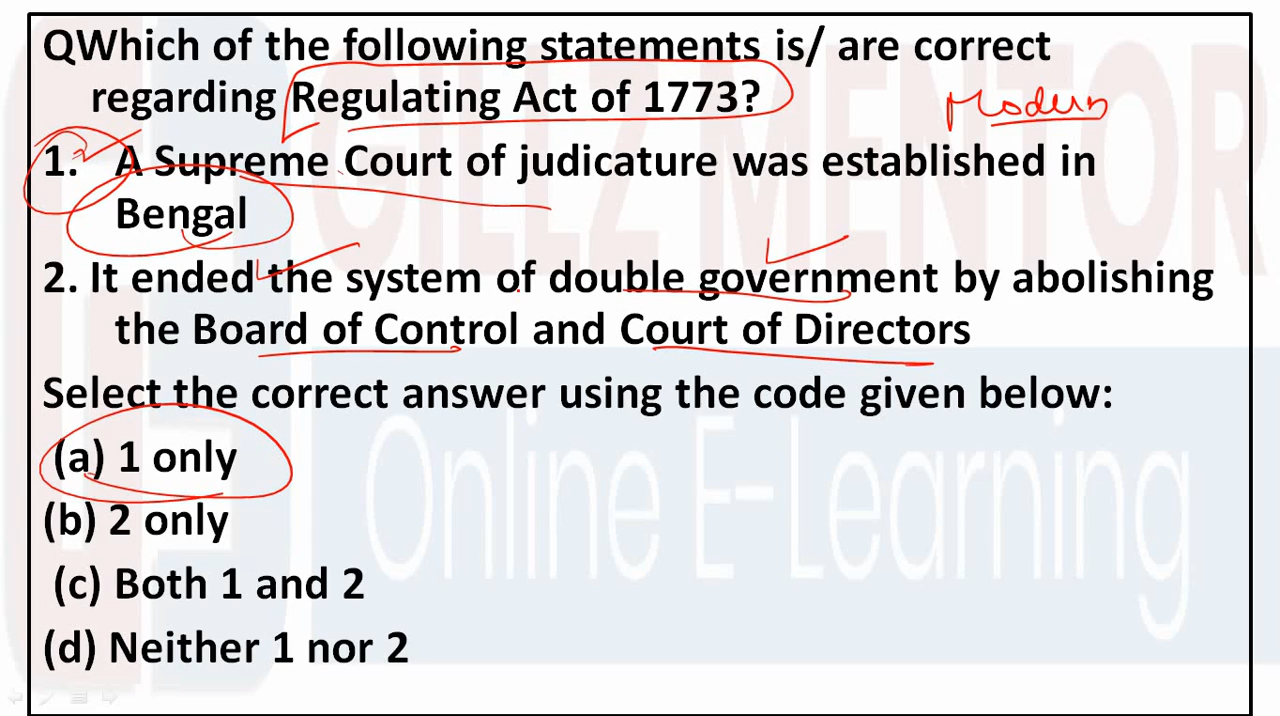 QWhich of the following statements is/ are correct
regarding Regulating Act of 1773?
Modern
1. A Supreme Court of judicature was established in
Bengal
2. It ended the system of double government by abolishing
the Board of Control and Court of Directors
Select the correct answer using the code given below:
(a) 1 only
(b) 2 only
(c) Both 1 and 2
(d) Neither 1 nor 2
GILLZ MENTOR
Online E-Learning